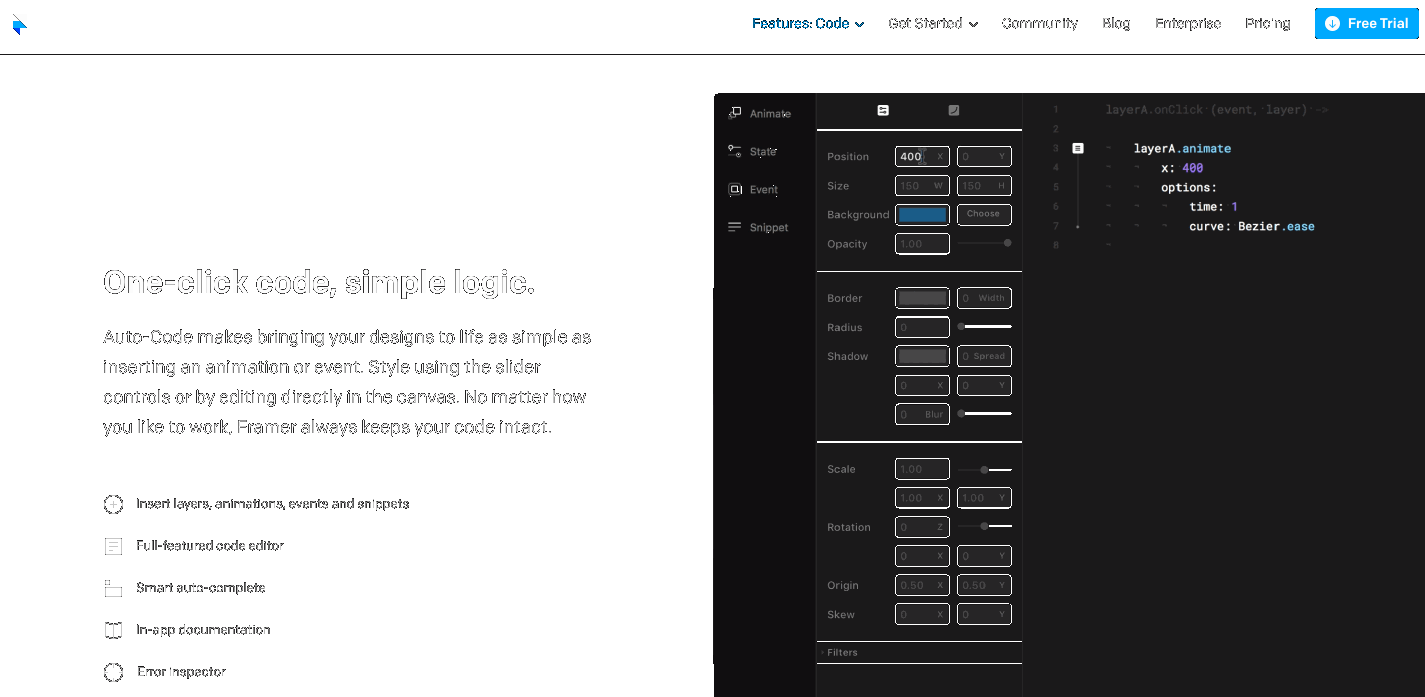 Features: Code
Get Started
Community
Blog
Enterprise
Pricing
Free Trial
One-click code, simple logic.
Auto-Code makes bringing your designs to life as simple as
inserting an animation or event. Style using the slider
controls or by editing directly in the canvas. No matter how
you like to work, Framer always keeps your code intact.
Insert layers, animations, events and snippets
Full-featured code editor
Smart auto-complete
In-app documentation
Error inspector
Animate
State
Event
Snippet
Position 400 X 0 Y
Size 150 W 150 H
Background Choose
Opacity 1.00
Border 0 Width
Radius 0
Shadow 0 Spread
0 X 0 Y
0 Blur
Scale 1.00
1.00 X 1.00 Y
Rotation 0 Z
0 X 0 Y
Origin 0.50 X 0.50 Y
Skew 0 X 0 Y
Filters
1 layerA.onClick (event, layer) ->
2
3 layerA.animate
4 x: 400
5 options:
6 time: 1
7 curve: Bezier.ease
8